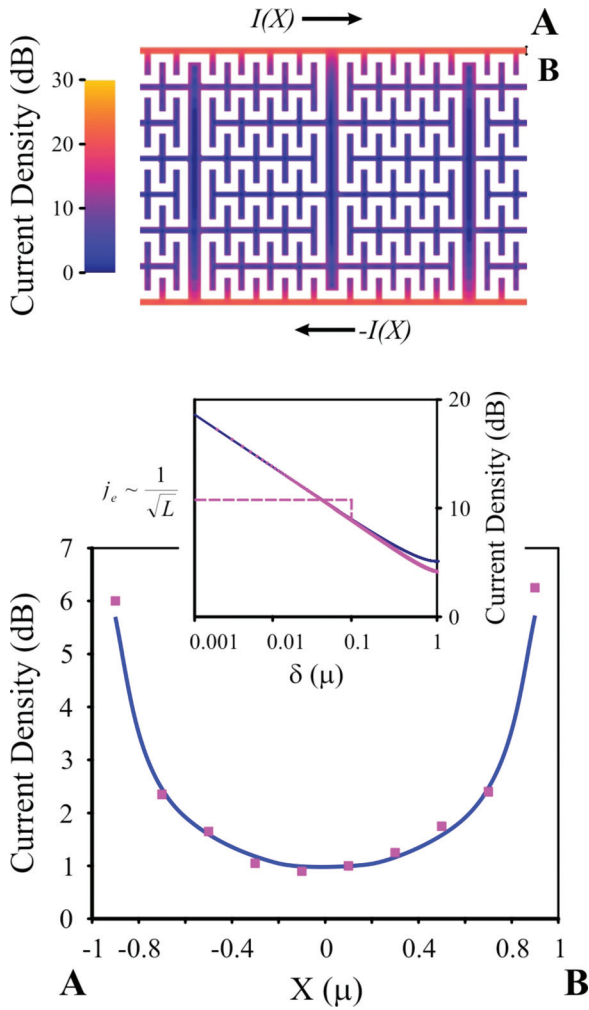 I(X)
A
B
Current Density (dB)
30
20
10
0
-I(X)
20
10
0
Current Density (dB)
j_e ~ 1/√L
0.001 0.01 0.1 1
δ (μ)
7
6
5
4
3
2
1
0
Current Density (dB)
-1 -0.8 -0.4 0 0.4 0.8 1
A X (μ) B